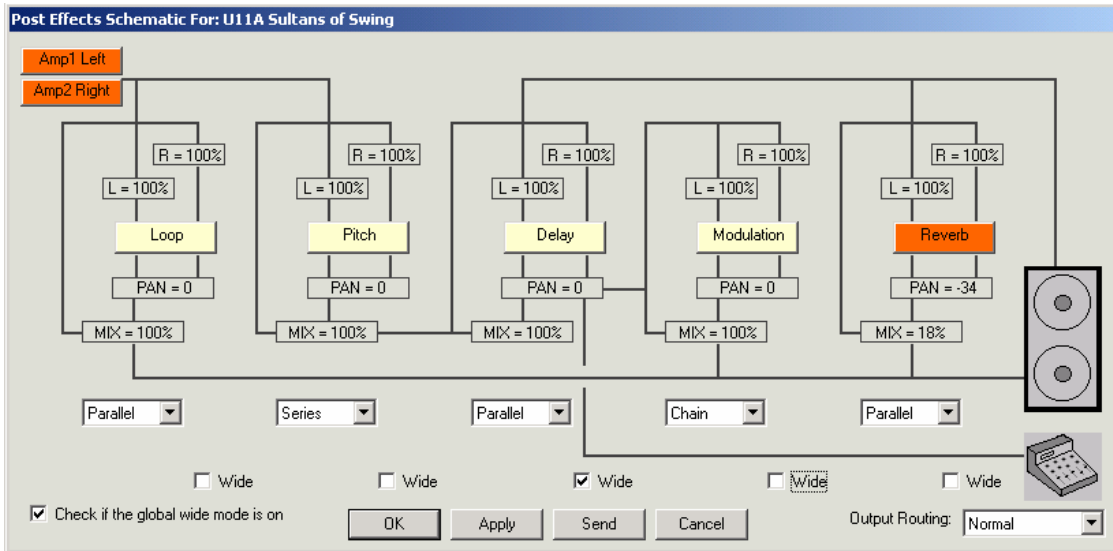 Post Effects Schematic For: U11A Sultans of Swing
Amp1 Left
Amp2 Right
R = 100% R = 100% R = 100% R = 100% R = 100%
L = 100% L = 100% L = 100% L = 100% L = 100%
Loop Pitch Delay Modulation Reverb
PAN = 0 PAN = 0 PAN = 0 PAN = 0 PAN = -34
MIX = 100% MIX = 100% MIX = 100% MIX = 100% MIX = 18%
Parallel Series Parallel Chain Parallel
Wide Wide Wide Wide Wide
Check if the global wide mode is on OK Apply Send Cancel Output Routing: Normal